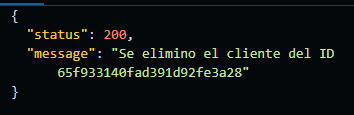 {
"status": 200,
"message": "Se elimino el cliente del ID
65f933140fad391d92fe3a28"
}